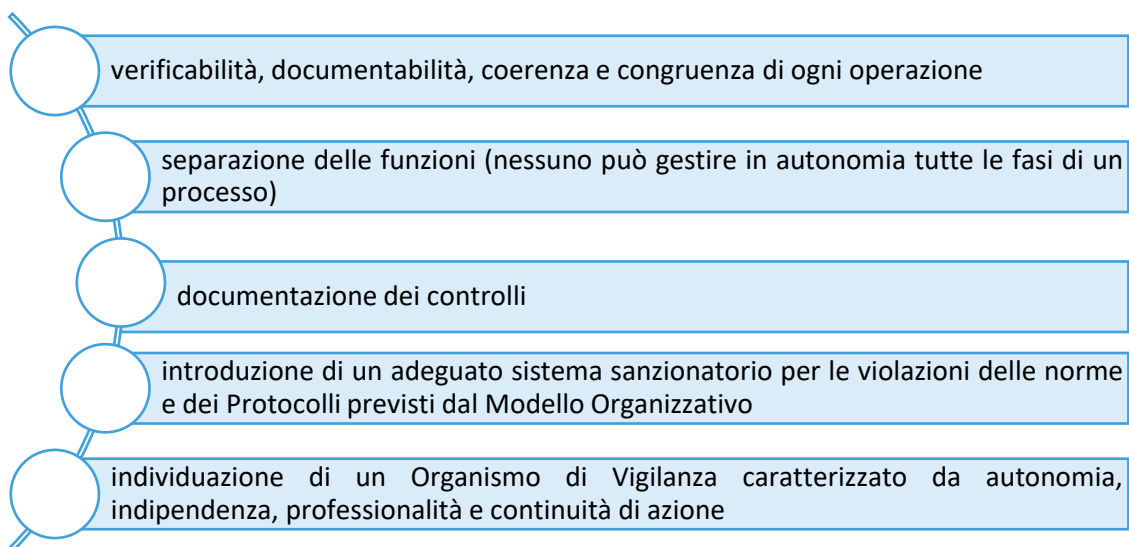 verificabilità, documentabilità, coerenza e congruenza di ogni operazione
separazione delle funzioni (nessuno può gestire in autonomia tutte le fasi di un
processo)
documentazione dei controlli
introduzione di un adeguato sistema sanzionatorio per le violazioni delle norme
e dei Protocolli previsti dal Modello Organizzativo
individuazione di un Organismo di Vigilanza caratterizzato da autonomia,
indipendenza, professionalità e continuità di azione